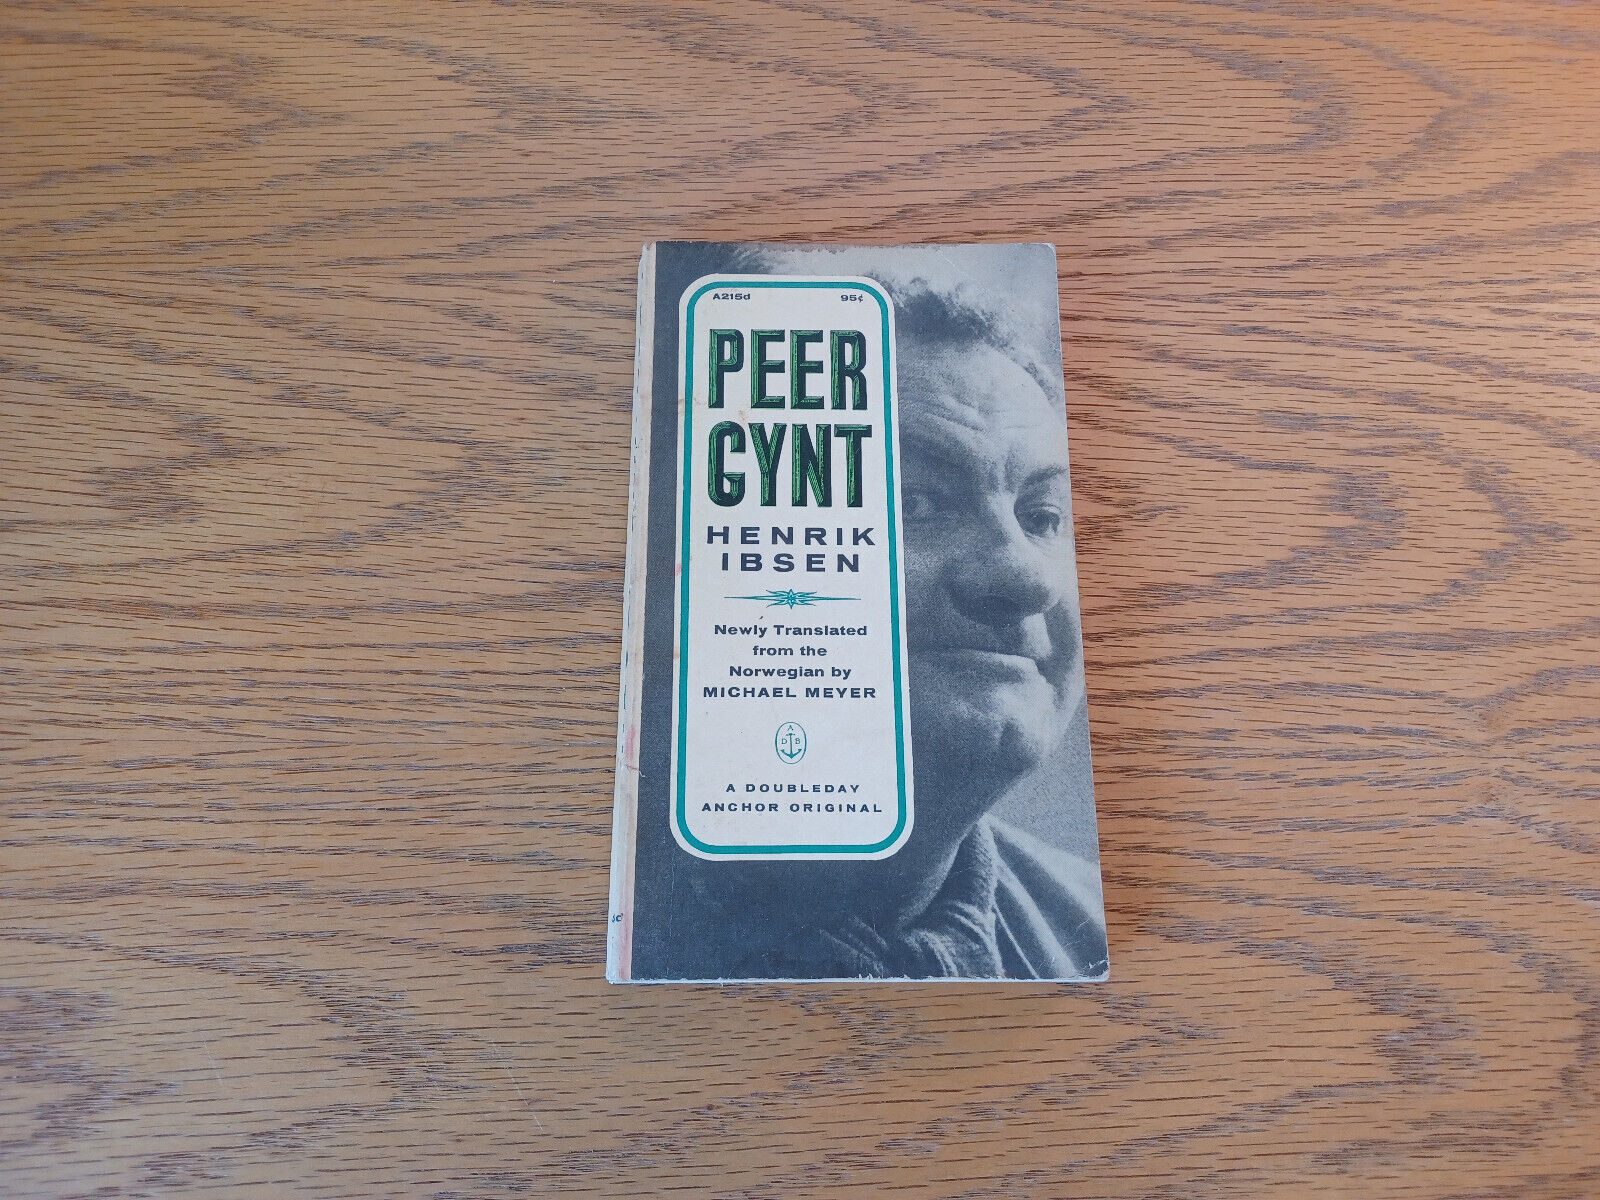 A215d 95¢
PEER
GYNT
HENRIK
IBSEN
Newly Translated
from the
Norwegian by
MICHAEL MEYER
A
D B
A DOUBLEDAY
ANCHOR ORIGINAL